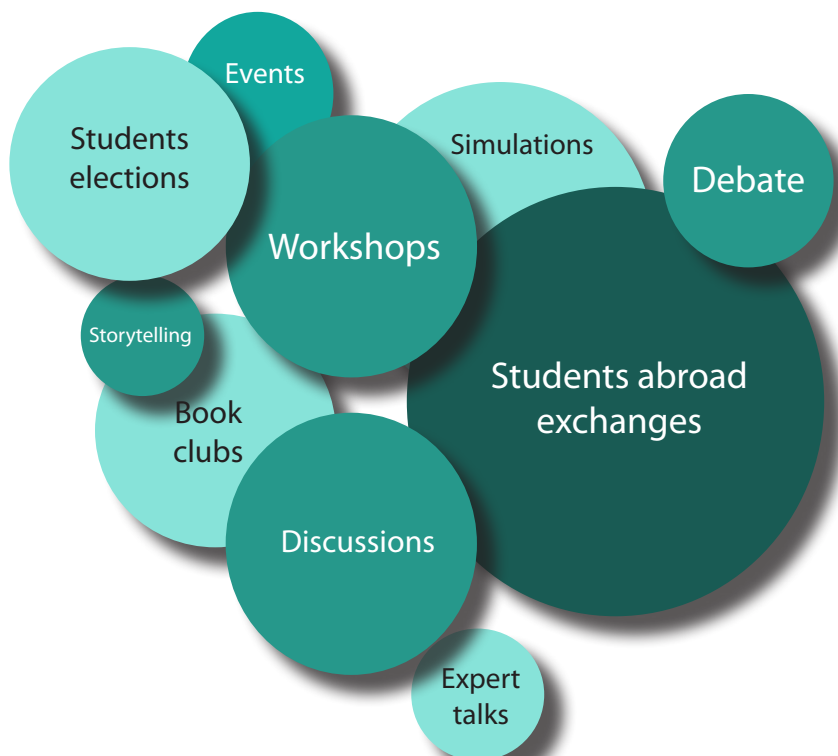 Events
Students
elections
Simulations
Debate
Workshops
Storytelling
Students abroad
exchanges
Book
clubs
Discussions
Expert
talks